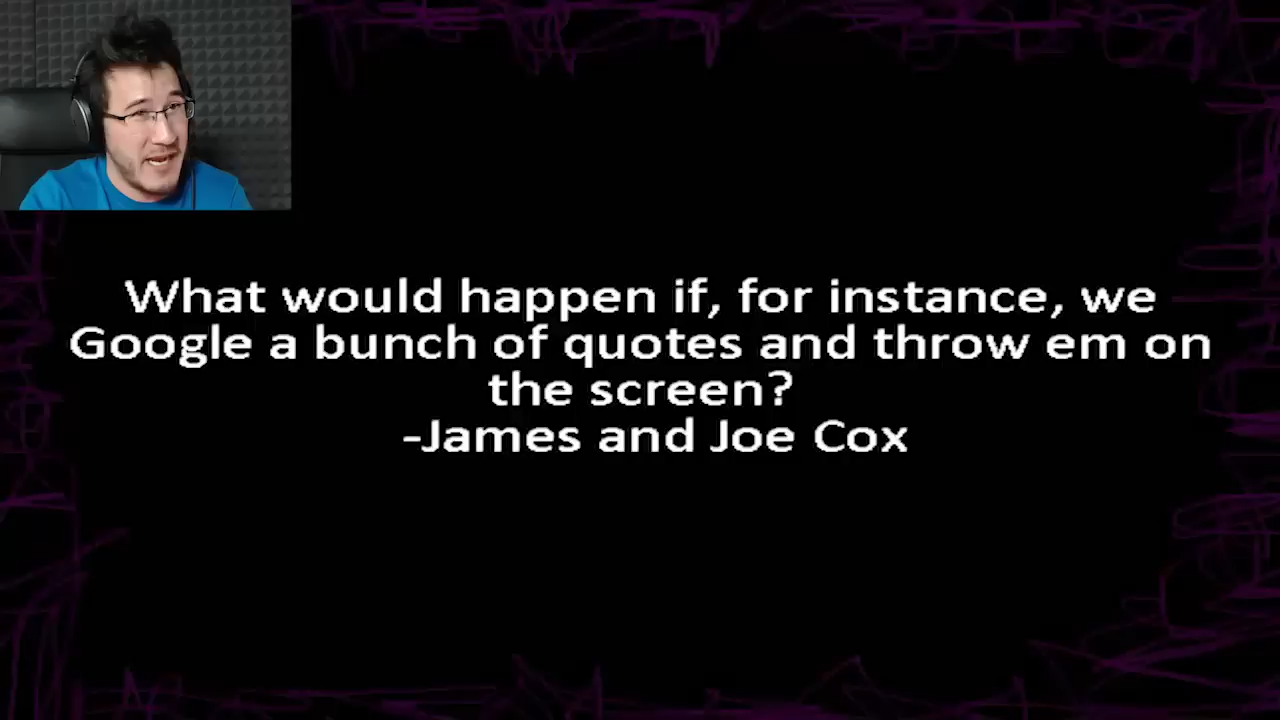 What would happen if, for instance, we
Google a bunch of quotes and throw em on
the screen?
-James and Joe Cox